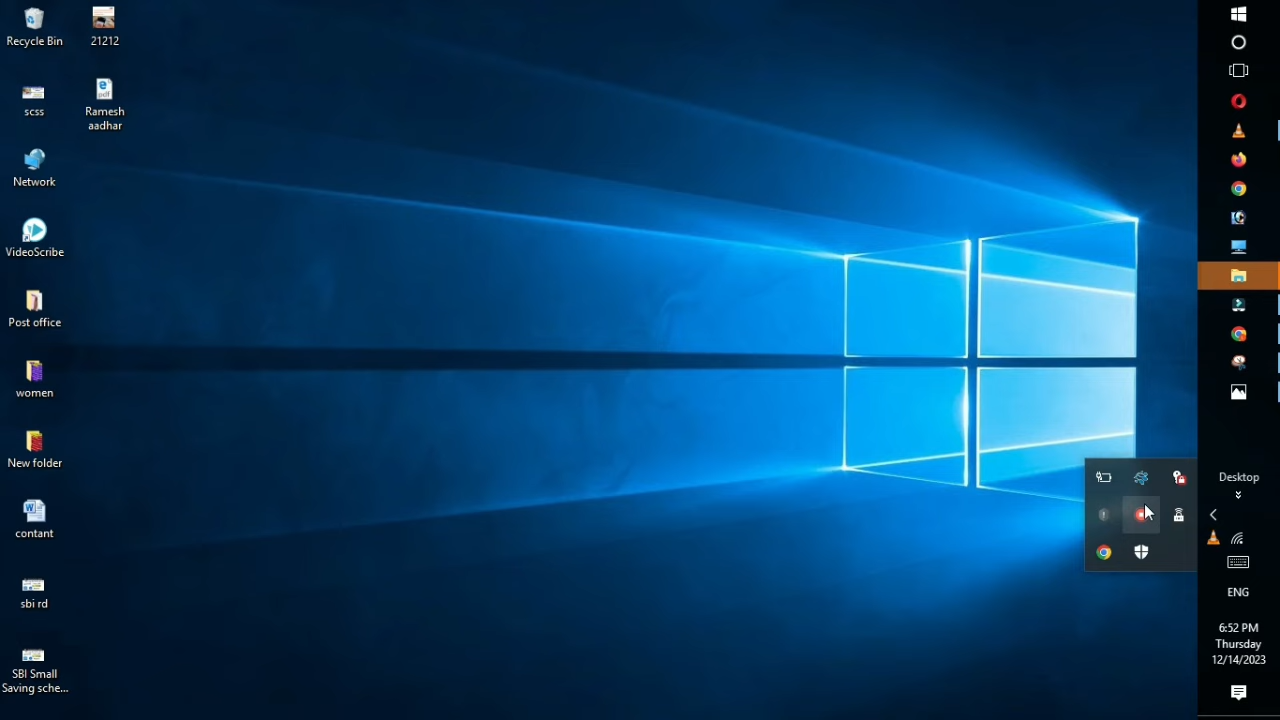 Recycle Bin
21212
scss
Ramesh
aadhar
Network
VideoScribe
Post office
women
New folder
contant
sbi rd
SBI Small
Saving sche...
Desktop
ENG
6:52 PM
Thursday
12/14/2023